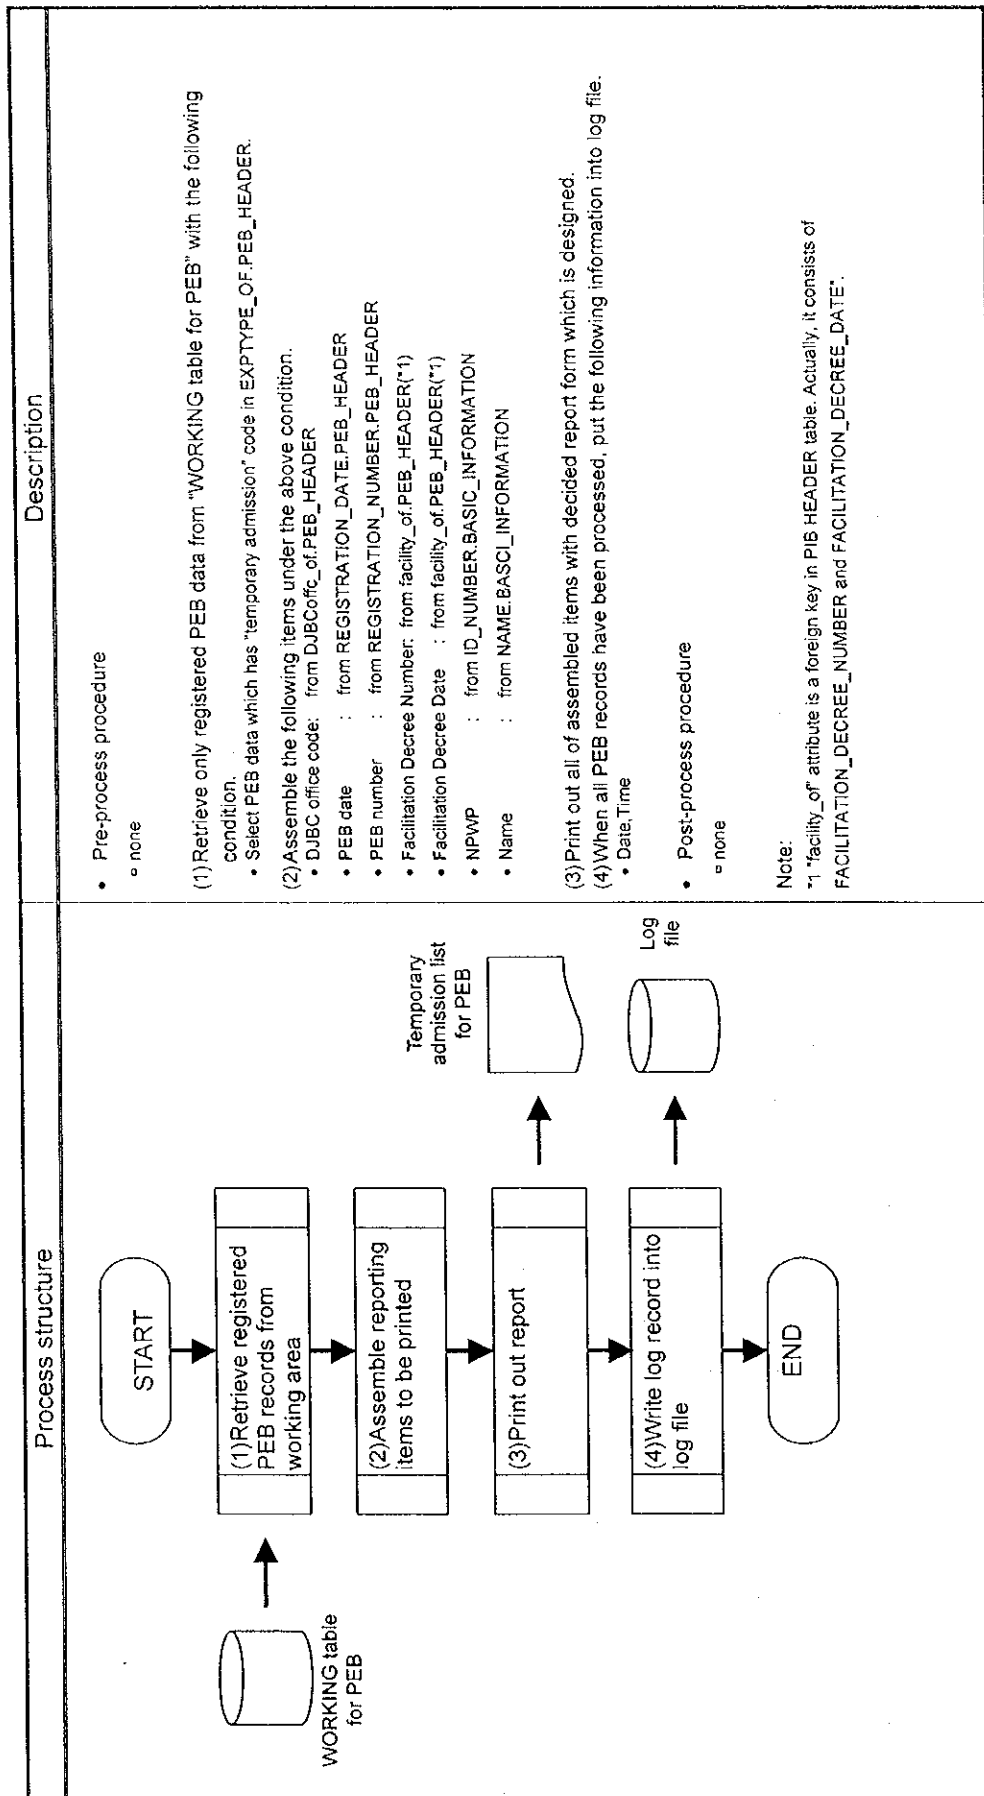 Process structure
Description
START
(1)Retrieve registered
PEB records from
working area
(2)Assemble reporting
items to be printed
(3)Print out report
(4)Write log record into
log file
END
WORKING table
for PEB
Temporary
admission list
for PEB
Log
file
• Pre-process procedure
▫ none
(1)Retrieve only registered PEB data from "WORKING table for PEB" with the following
condition.
• Select PEB data which has "temporary admission" code in EXPTYPE_OF.PEB_HEADER.
(2)Assemble the following items under the above condition.
• DJBC office code: from DJBCoffc_of.PEB_HEADER
• PEB date : from REGISTRATION_DATE.PEB_HEADER
• PEB number : from REGISTRATION_NUMBER.PEB_HEADER
• Facilitation Decree Number: from facility_of.PEB_HEADER(*1)
• Facilitation Decree Date : from facility_of.PEB_HEADER(*1)
• NPWP : from ID_NUMBER.BASIC_INFORMATION
• Name : from NAME.BASCI_INFORMATION
(3)Print out all of assembled items with decided report form which is designed.
(4)When all PEB records have been processed, put the following information into log file.
• Date,Time
• Post-process procedure
▫ none
Note:
*1 "facility_of" attribute is a foreign key in PIB HEADER table. Actually, it consists of
FACILITATION_DECREE_NUMBER and FACILITATION_DECREE_DATE".